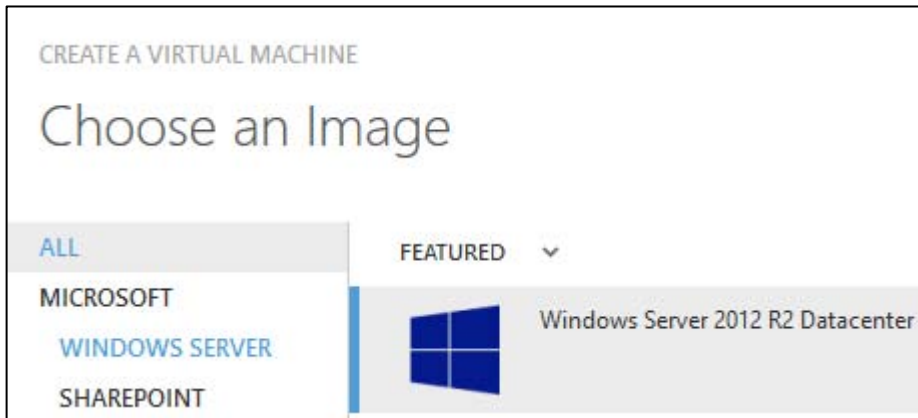 CREATE A VIRTUAL MACHINE
Choose an Image
ALL
MICROSOFT
WINDOWS SERVER
SHAREPOINT
FEATURED
Windows Server 2012 R2 Datacenter